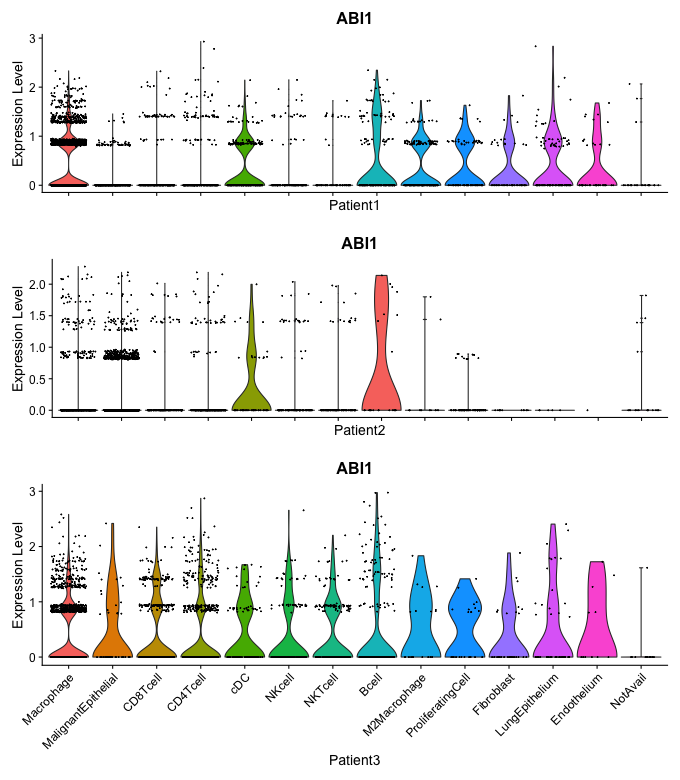 ABI1
Expression Level
3
2
1
0
Patient1
ABI1
Expression Level
2.0
1.5
1.0
0.5
0.0
Patient2
ABI1
Expression Level
3
2
1
0
Macrophage
MalignantEpithelial
CD8Tcell
CD4Tcell
cDC
NKcell
NKTcell
Bcell
M2Macrophage
ProliferatingCell
Fibroblast
LungEpithelium
Endothelium
NotAvail
Patient3